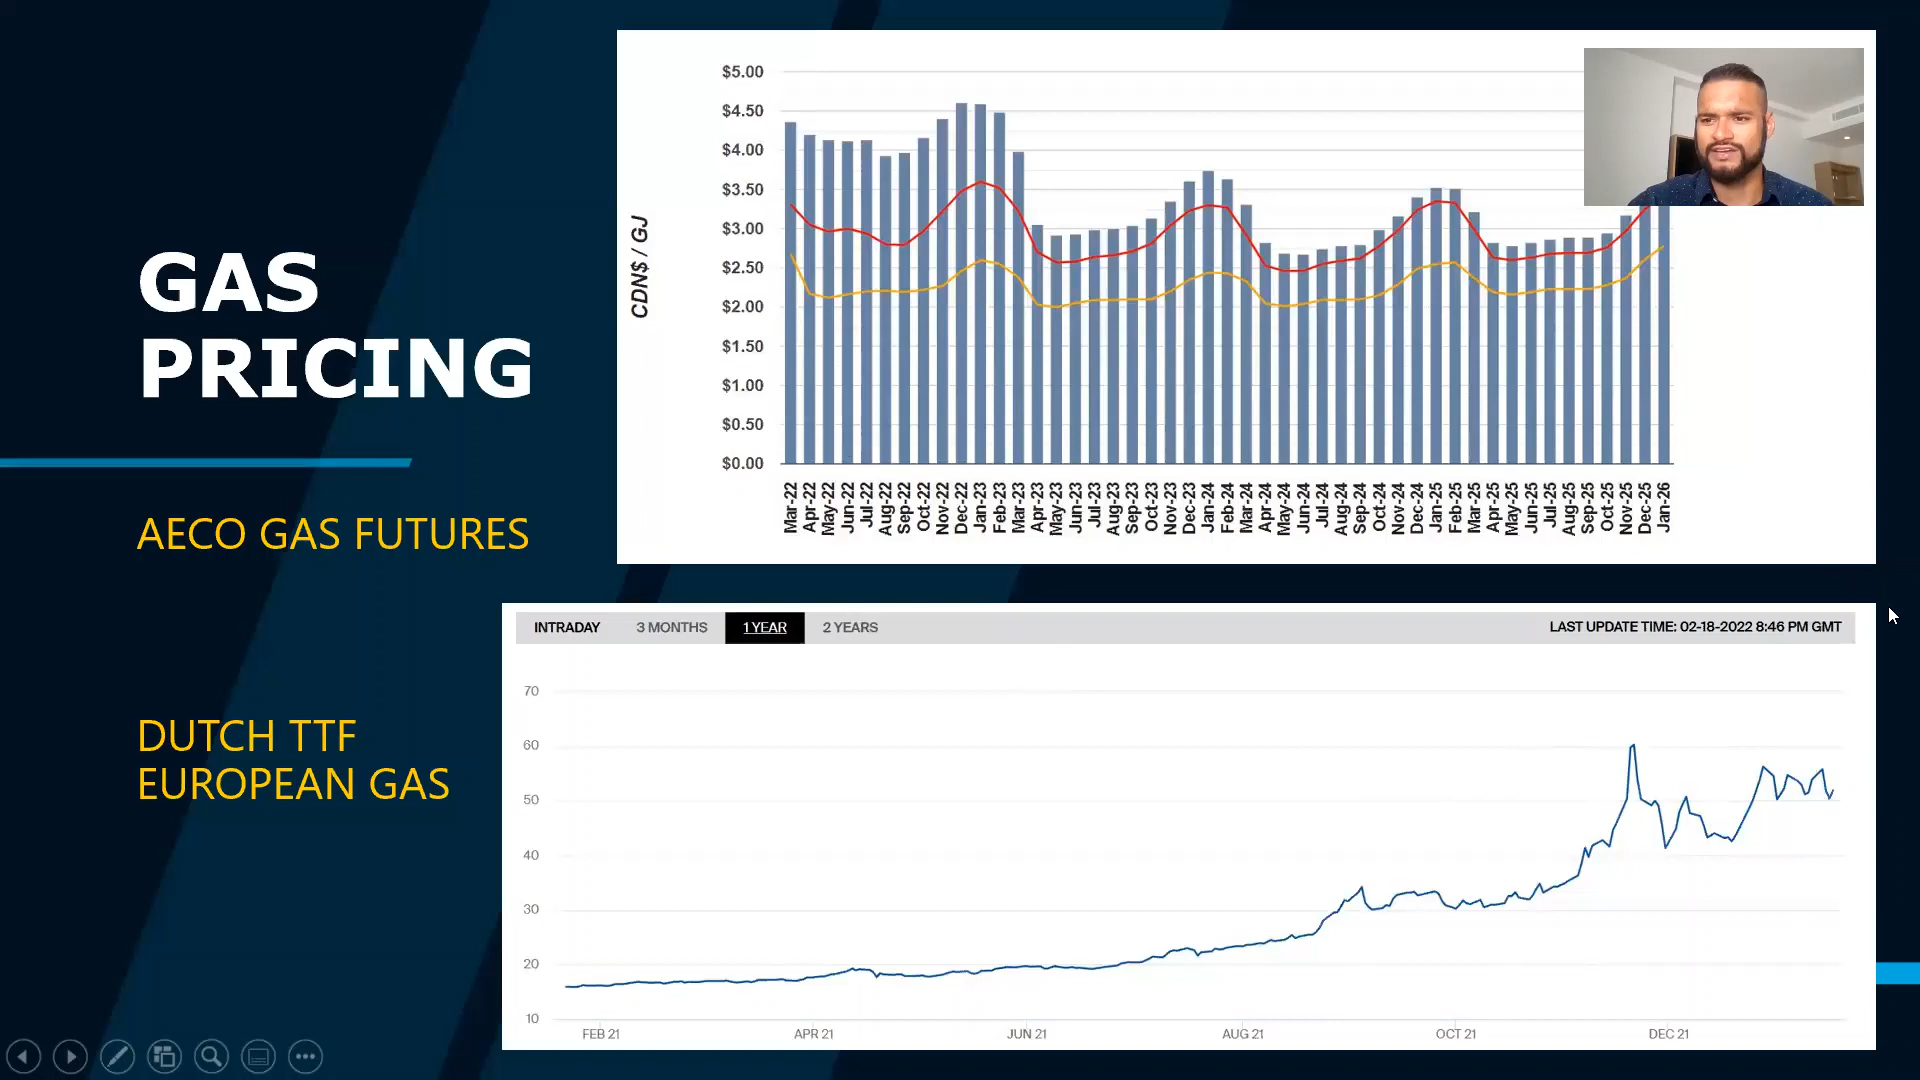 GAS
PRICING
AECO GAS FUTURES
DUTCH TTF
EUROPEAN GAS
CDN$ / GJ
$5.00
$4.50
$4.00
$3.50
$3.00
$2.50
$2.00
$1.50
$1.00
$0.50
$0.00
Mar-22
Apr-22
May-22
Jun-22
Jul-22
Aug-22
Sep-22
Oct-22
Nov-22
Dec-22
Jan-23
Feb-23
Mar-23
Apr-23
May-23
Jun-23
Jul-23
Aug-23
Sep-23
Oct-23
Nov-23
Dec-23
Jan-24
Feb-24
Mar-24
Apr-24
May-24
Jun-24
Jul-24
Aug-24
Sep-24
Oct-24
Nov-24
Dec-24
Jan-25
Feb-25
Mar-25
Apr-25
May-25
Jun-25
Jul-25
Aug-25
Sep-25
Oct-25
Nov-25
Dec-25
Jan-26
INTRADAY 3 MONTHS 1 YEAR 2 YEARS LAST UPDATE TIME: 02-18-2022 8:46 PM GMT
70
60
50
40
30
20
10
FEB 21 APR 21 JUN 21 AUG 21 OCT 21 DEC 21